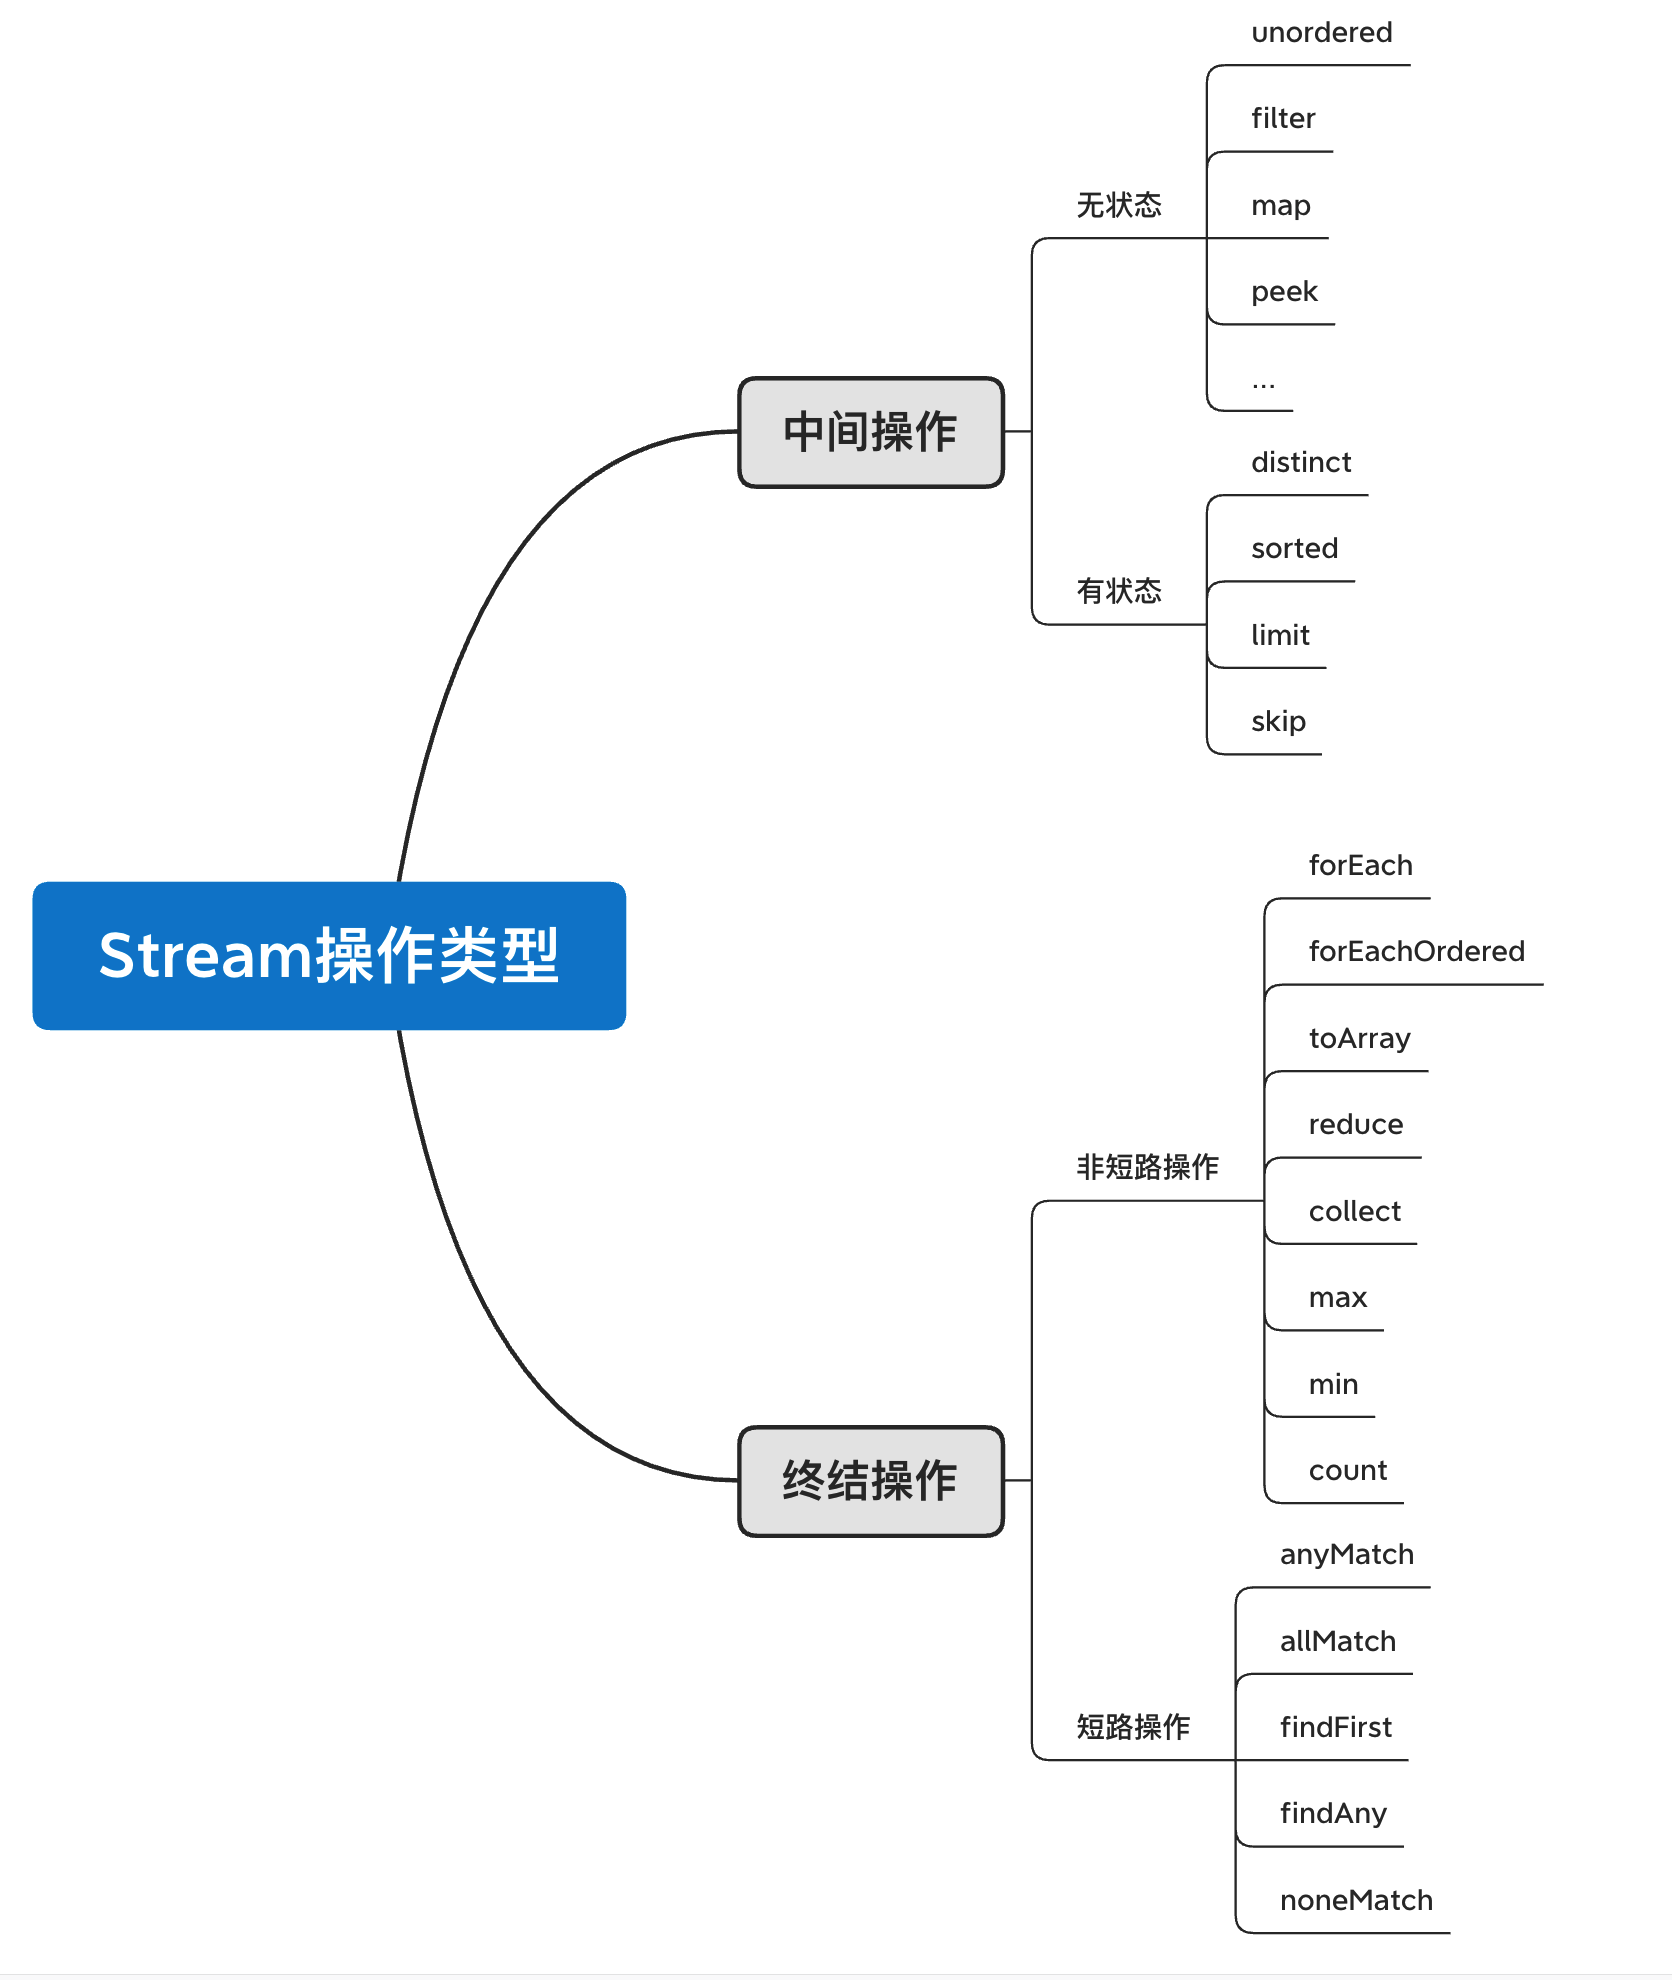 Stream操作类型
中间操作
无状态
unordered
filter
map
peek
...
有状态
distinct
sorted
limit
skip
终结操作
非短路操作
forEach
forEachOrdered
toArray
reduce
collect
max
min
count
短路操作
anyMatch
allMatch
findFirst
findAny
noneMatch